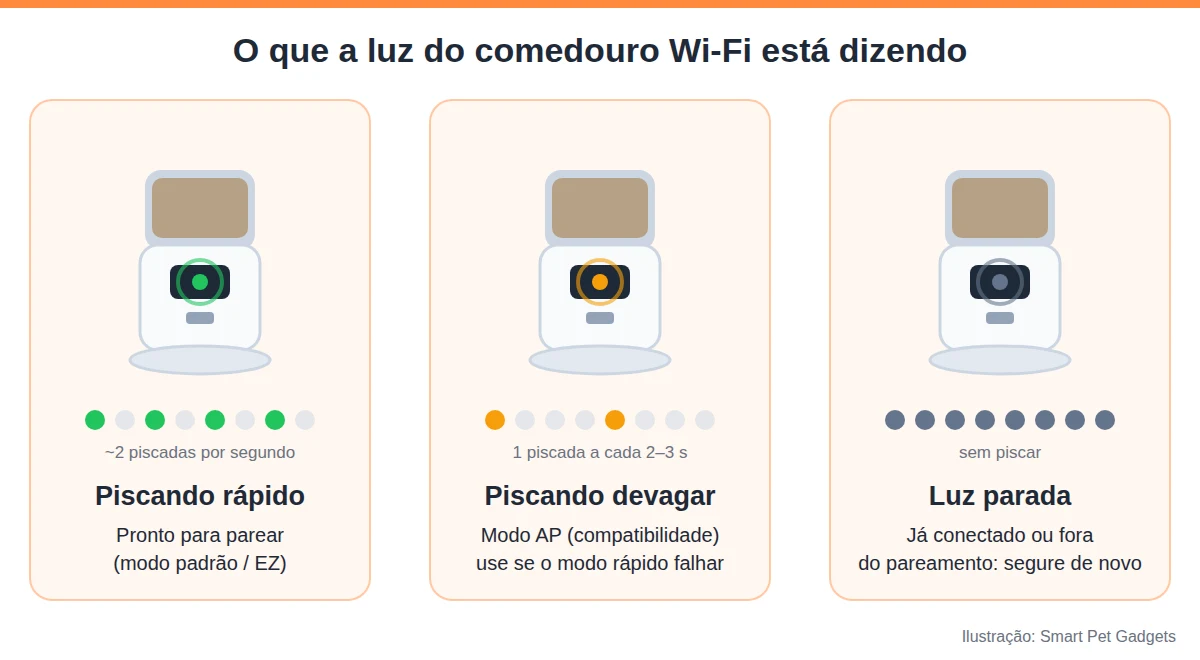 O que a luz do comedouro Wi-Fi está dizendo
~2 piscadas por segundo
Piscando rápido
Pronto para parear
(modo padrão / EZ)
1 piscada a cada 2–3 s
Piscando devagar
Modo AP (compatibilidade)
use se o modo rápido falhar
sem piscar
Luz parada
Já conectado ou fora
do pareamento: segure de novo
Ilustração: Smart Pet Gadgets